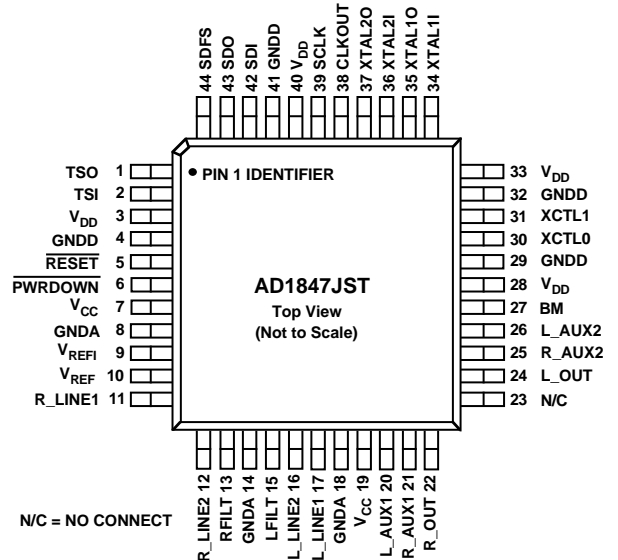 44 SDFS
43 SDO
42 SDI
41 GNDD
40 VDD
39 SCLK
38 CLKOUT
37 XTAL2O
36 XTAL2I
35 XTAL1O
34 XTAL1I
TSO 1
TSI 2
VDD 3
GNDD 4
RESET 5
PWRDOWN 6
VCC 7
GNDA 8
VREFI 9
VREF 10
R_LINE1 11
PIN 1 IDENTIFIER
AD1847JST
Top View
(Not to Scale)
33 VDD
32 GNDD
31 XCTL1
30 XCTL0
29 GNDD
28 VDD
27 BM
26 L_AUX2
25 R_AUX2
24 L_OUT
23 N/C
R_LINE2 12
RFILT 13
GNDA 14
LFILT 15
L_LINE2 16
L_LINE1 17
GNDA 18
VCC 19
L_AUX1 20
R_AUX1 21
R_OUT 22
N/C = NO CONNECT